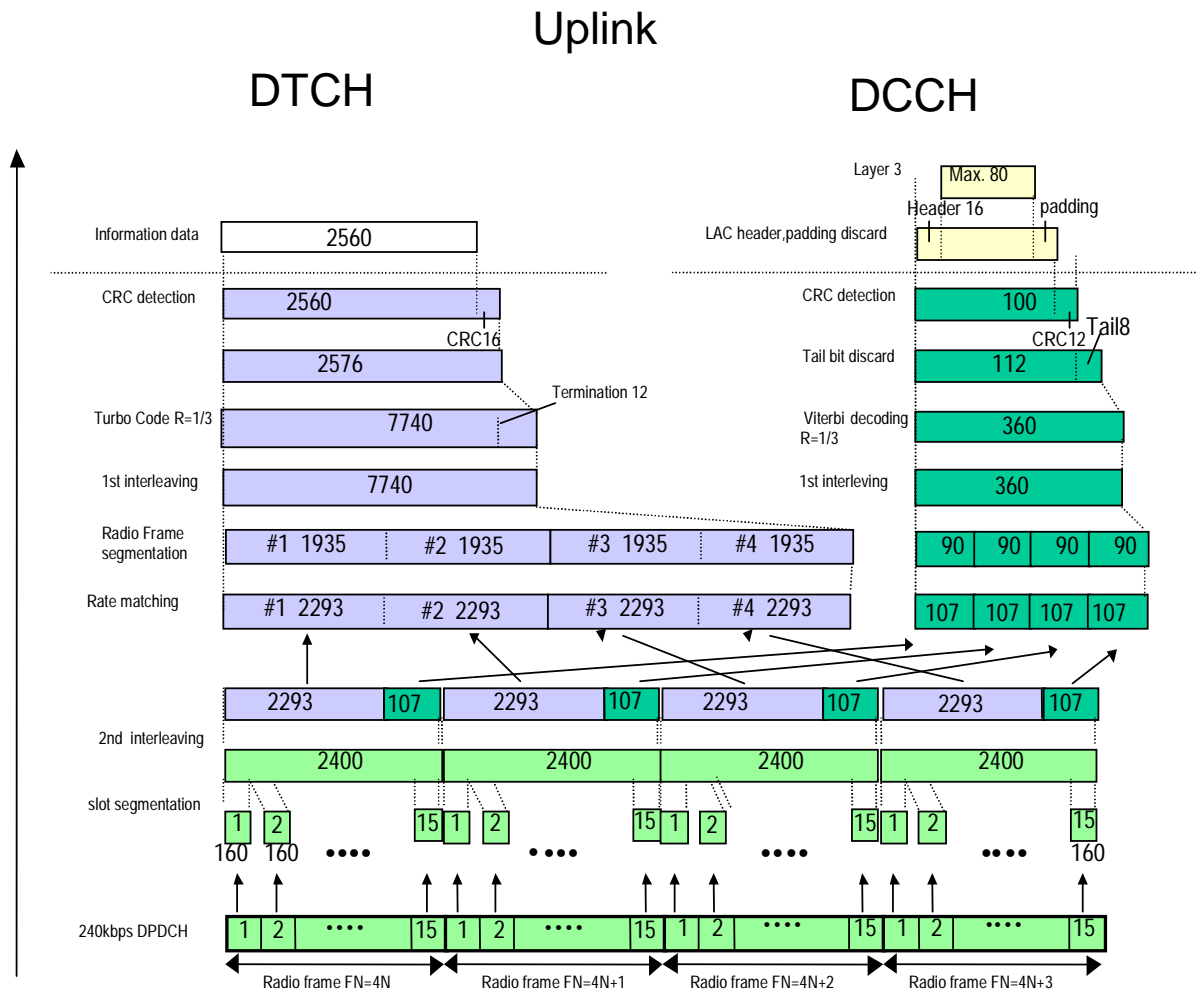 Uplink
DTCH DCCH
Layer 3 Max. 80
Header 16 padding
Information data 2560 LAC header,padding discard
CRC detection 2560 CRC detection 100
CRC16 CRC12 Tail8
2576 Tail bit discard 112
Termination 12
Turbo Code R=1/3 7740 Viterbi decoding R=1/3 360
1st interleaving 7740 1st interleving 360
Radio Frame segmentation #1 1935 #2 1935 #3 1935 #4 1935 90 90 90 90
Rate matching #1 2293 #2 2293 #3 2293 #4 2293 107 107 107 107
2293 107 2293 107 2293 107 2293 107
2nd interleaving
2400 2400 2400 2400
slot segmentation
1 2 15 1 2 15 1 2 15 1 2 15
160 160 •••• •••• •••• •••• 160
240kbps DPDCH 1 2 •••• 15 1 2 •••• 15 1 2 •••• 15 1 2 •••• 15
Radio frame FN=4N Radio frame FN=4N+1 Radio frame FN=4N+2 Radio frame FN=4N+3